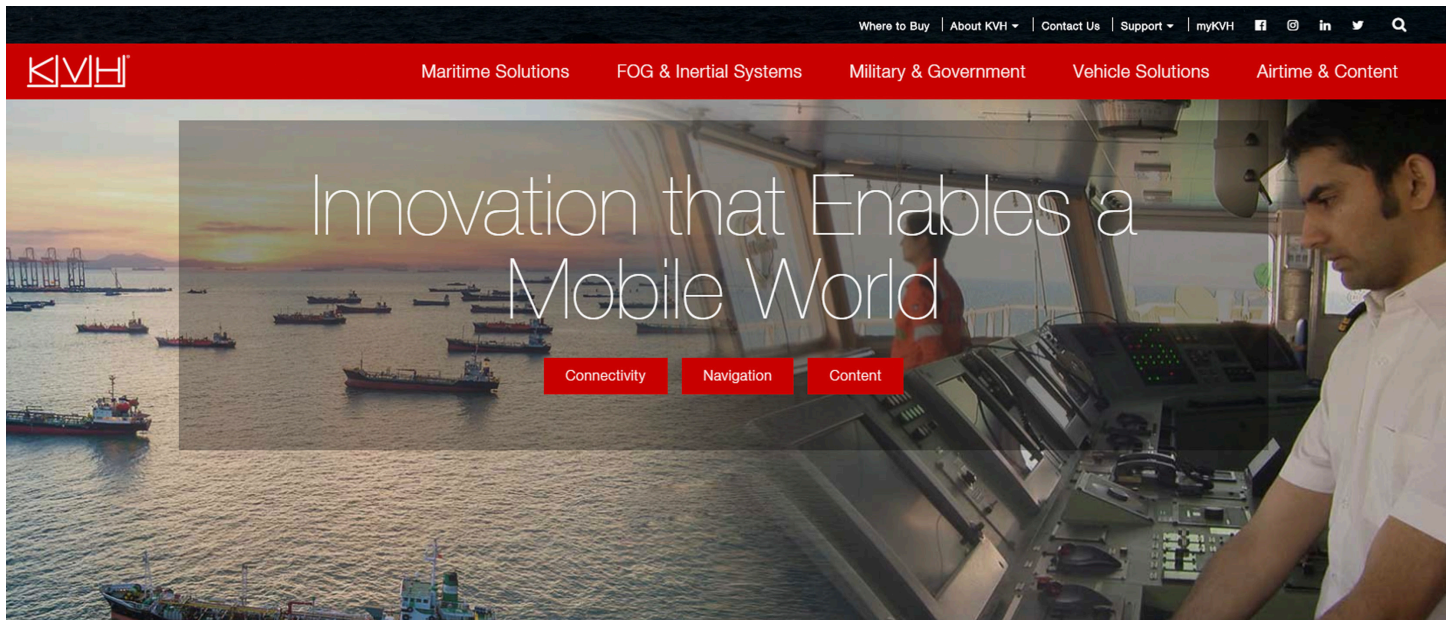 Where to Buy About KVH Contact Us Support myKVH
KVH
Maritime Solutions FOG & Inertial Systems Military & Government Vehicle Solutions Airtime & Content
Innovation that Enables a
Mobile World
Connectivity Navigation Content